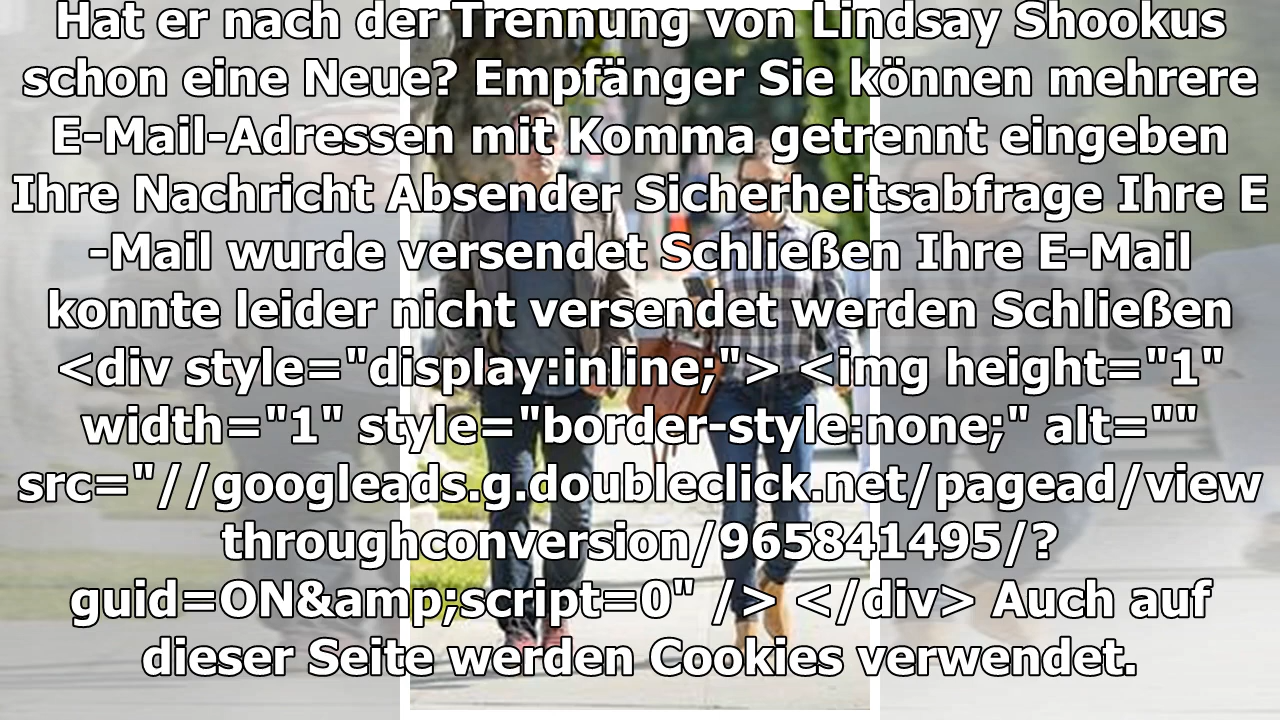 Hat er nach der Trennung von Lindsay Shookus
schon eine Neue? Empfänger Sie können mehrere
E-Mail-Adressen mit Komma getrennt eingeben
Ihre Nachricht Absender Sicherheitsabfrage Ihre E
-Mail wurde versendet Schließen Ihre E-Mail
konnte leider nicht versendet werden Schließen
<div style="display:inline;"> <img height="1"
width="1" style="border-style:none;" alt=""
src="//googleads.g.doubleclick.net/pagead/view
throughconversion/965841495/?
guid=ON&amp;script=0" /> </div> Auch auf
dieser Seite werden Cookies verwendet.